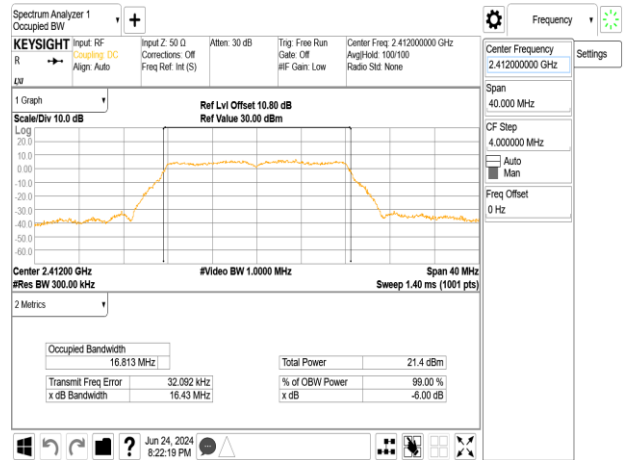 Spectrum Analyzer 1
Occupied BW
Frequency
KEYSIGHT Input: RF Input Z: 50 Ω Atten: 30 dB Trig: Free Run Center Freq: 2.412000000 GHz
R Coupling: DC Corrections: Off Gate: Off Avg|Hold: 100/100
Align: Auto Freq Ref: Int (S) #IF Gain: Low Radio Std: None
LXI
Center Frequency
2.412000000 GHz
Settings
Span
40.000 MHz
CF Step
4.000000 MHz
Auto
Man
Freq Offset
0 Hz
1 Graph
Ref Lvl Offset 10.80 dB
Scale/Div 10.0 dB Ref Value 30.00 dBm
Log
20.0
10.0
0.00
-10.0
-20.0
-30.0
-40.0
-50.0
-60.0
Center 2.41200 GHz #Video BW 1.0000 MHz Span 40 MHz
#Res BW 300.00 kHz Sweep 1.40 ms (1001 pts)
2 Metrics
Occupied Bandwidth
16.813 MHz Total Power 21.4 dBm
Transmit Freq Error 32.092 kHz % of OBW Power 99.00 %
x dB Bandwidth 16.43 MHz x dB -6.00 dB
Jun 24, 2024
8:22:19 PM